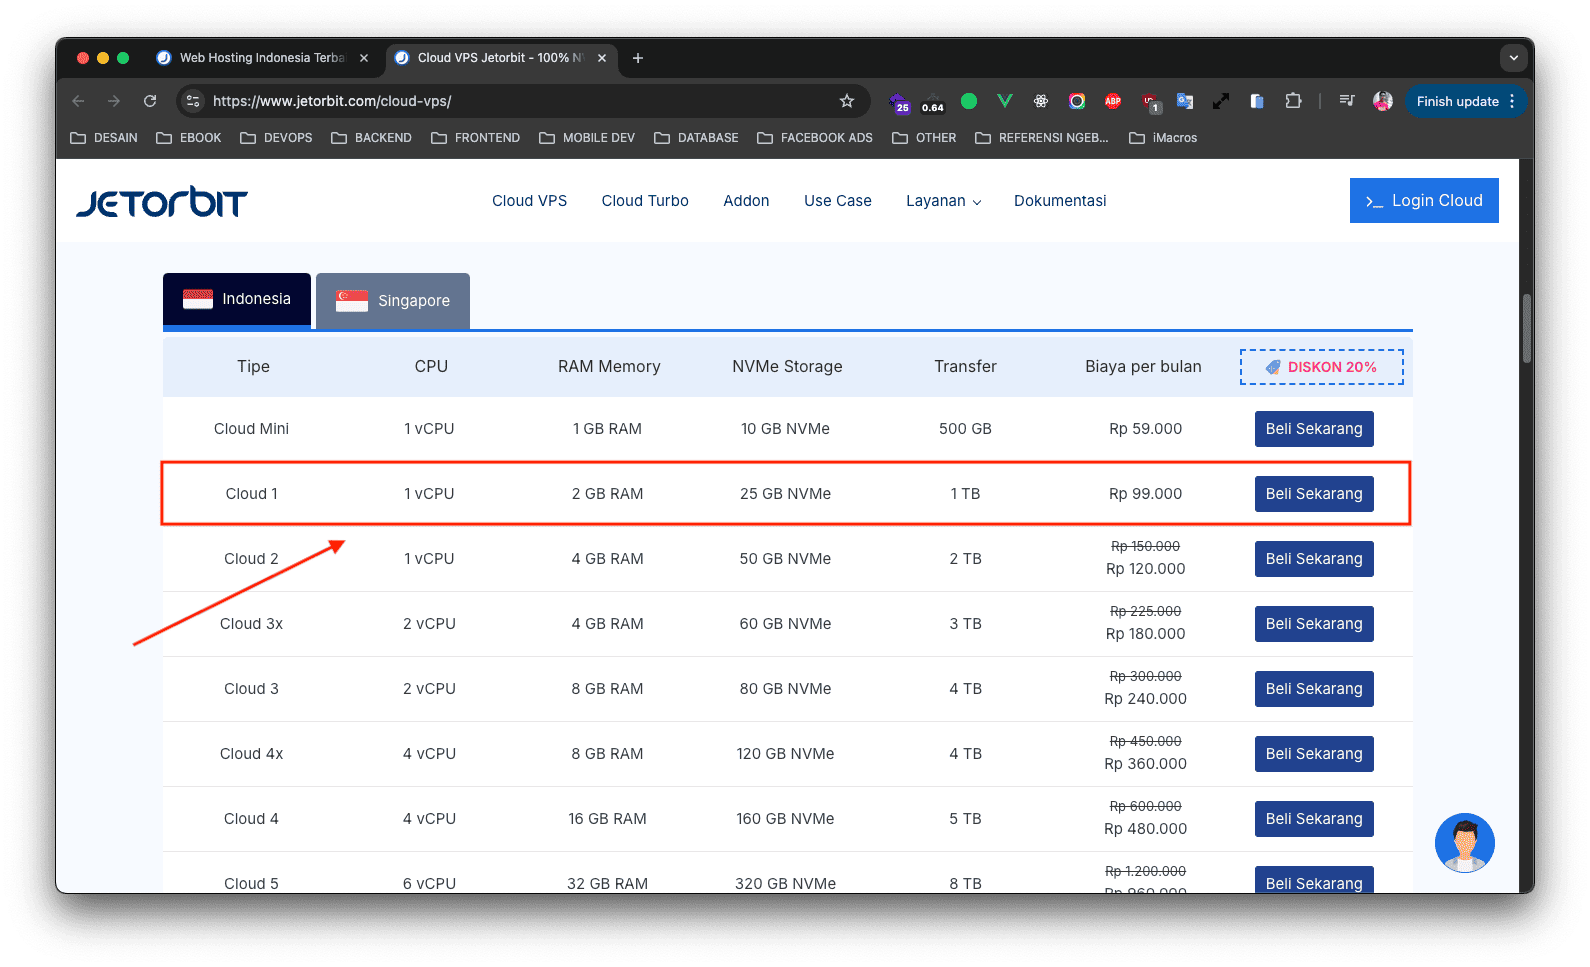 Web Hosting Indonesia Terba
Cloud VPS Jetorbit - 100% N
https://www.jetorbit.com/cloud-vps/
25
0.64
ABP
1
Finish update
DESAIN
EBOOK
DEVOPS
BACKEND
FRONTEND
MOBILE DEV
DATABASE
FACEBOOK ADS
OTHER
REFERENSI NGEB...
iMacros
JETORBIT
Cloud VPS
Cloud Turbo
Addon
Use Case
Layanan
Dokumentasi
>_ Login Cloud
Indonesia
Singapore
Tipe CPU RAM Memory NVMe Storage Transfer Biaya per bulan DISKON 20%
Cloud Mini 1 vCPU 1 GB RAM 10 GB NVMe 500 GB Rp 59.000 Beli Sekarang
Cloud 1 1 vCPU 2 GB RAM 25 GB NVMe 1 TB Rp 99.000 Beli Sekarang
Rp 150.000
Cloud 2 1 vCPU 4 GB RAM 50 GB NVMe 2 TB Rp 120.000 Beli Sekarang
Rp 225.000
Cloud 3x 2 vCPU 4 GB RAM 60 GB NVMe 3 TB Rp 180.000 Beli Sekarang
Rp 300.000
Cloud 3 2 vCPU 8 GB RAM 80 GB NVMe 4 TB Rp 240.000 Beli Sekarang
Rp 450.000
Cloud 4x 4 vCPU 8 GB RAM 120 GB NVMe 4 TB Rp 360.000 Beli Sekarang
Rp 600.000
Cloud 4 4 vCPU 16 GB RAM 160 GB NVMe 5 TB Rp 480.000 Beli Sekarang
Rp 1.200.000
Cloud 5 6 vCPU 32 GB RAM 320 GB NVMe 8 TB Rp 960.000 Beli Sekarang